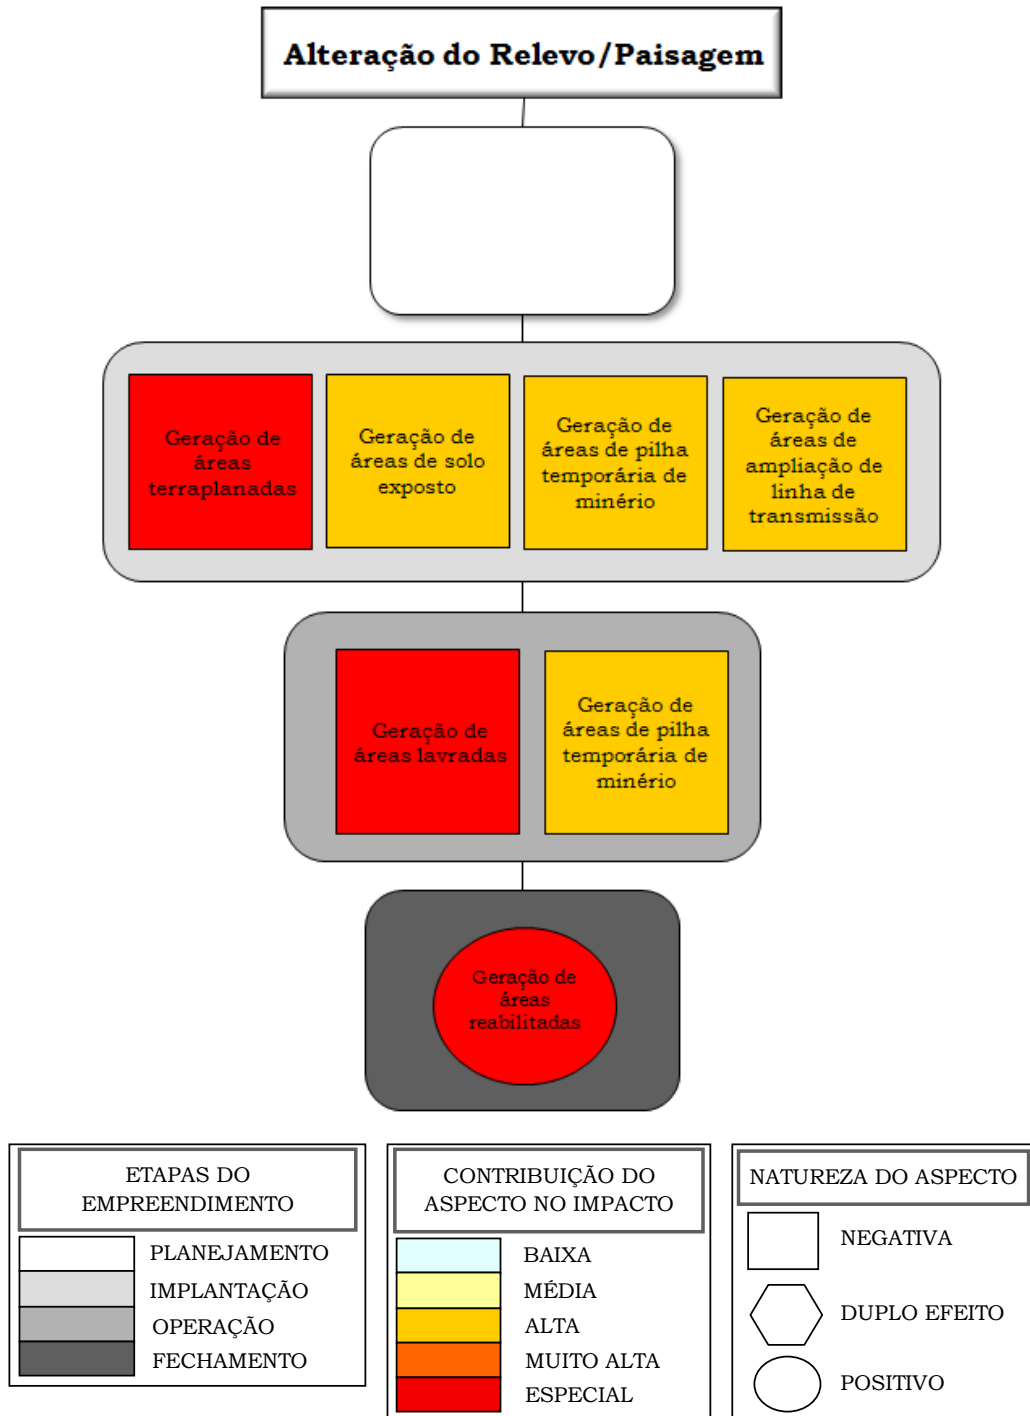 Alteração do Relevo/Paisagem
Geração de
áreas
terraplanadas
Geração de
áreas de solo
exposto
Geração de
áreas de pilha
temporária de
minério
Geração de
áreas de
ampliação de
linha de
transmissão
Geração de
áreas lavradas
Geração de
áreas de pilha
temporária de
minério
Geração de
áreas
reabilitadas
ETAPAS DO
EMPREENDIMENTO
PLANEJAMENTO
IMPLANTAÇÃO
OPERAÇÃO
FECHAMENTO
CONTRIBUIÇÃO DO
ASPECTO NO IMPACTO
BAIXA
MÉDIA
ALTA
MUITO ALTA
ESPECIAL
NATUREZA DO ASPECTO
NEGATIVA
DUPLO EFEITO
POSITIVO